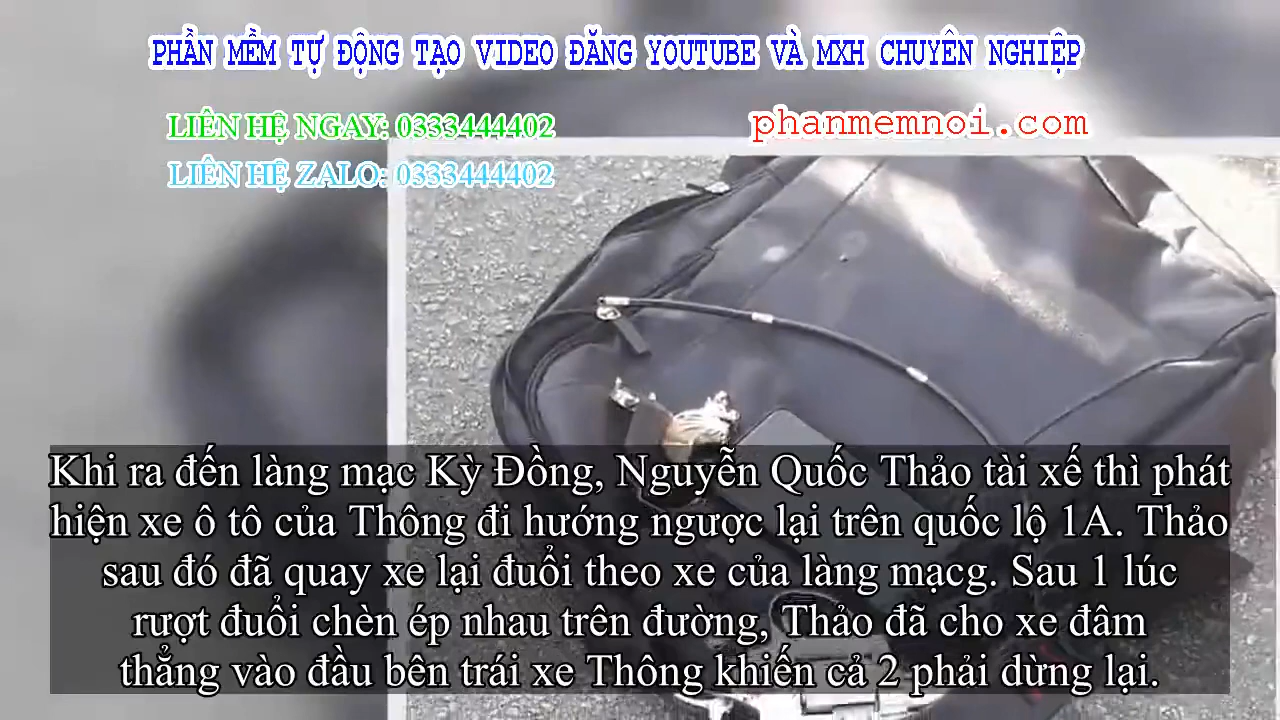 PHẦN MỀM TỰ ĐỘNG TẠO VIDEO ĐĂNG YOUTUBE VÀ MXH CHUYÊN NGHIỆP
LIÊN HỆ NGAY: 0333444402
phanmemnoi.com
LIÊN HỆ ZALO: 0333444402
Khi ra đến làng mạc Kỳ Đồng, Nguyễn Quốc Thảo tài xế thì phát
hiện xe ô tô của Thông đi hướng ngược lại trên quốc lộ 1A. Thảo
sau đó đã quay xe lại đuổi theo xe của làng mạcg. Sau 1 lúc
rượt đuổi chèn ép nhau trên đường, Thảo đã cho xe đâm
thẳng vào đầu bên trái xe Thông khiến cả 2 phải dừng lại.